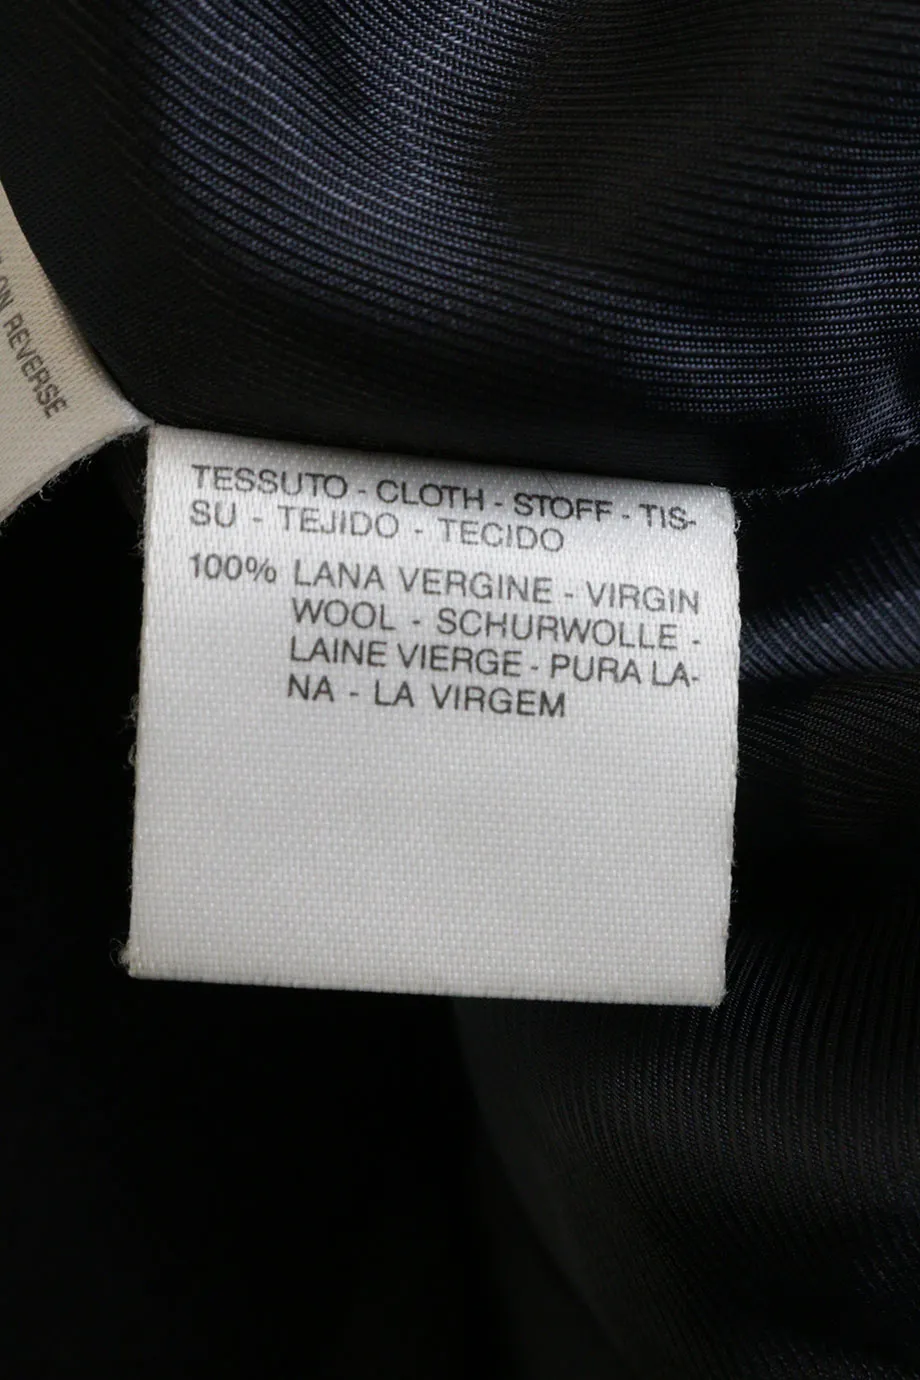 ON REVERSE
TESSUTO - CLOTH - STOFF - TIS-
SU - TEJIDO - TECIDO
100% LANA VERGINE - VIRGIN
WOOL - SCHURWOLLE -
LAINE VIERGE - PURA LA-
NA - LA VIRGEM